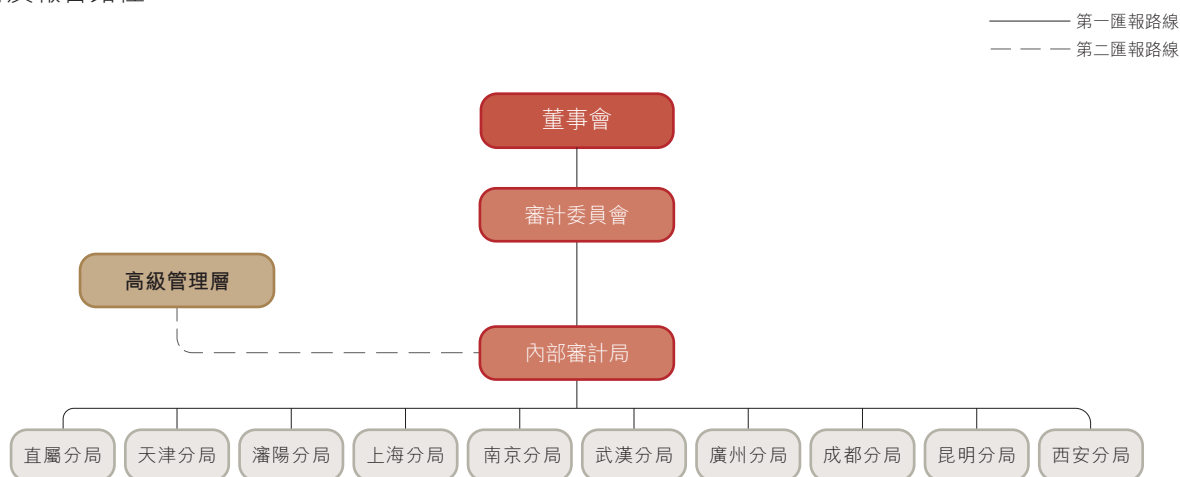 第一匯報路線
第二匯報路線
董事會
審計委員會
高級管理層
內部審計局
直屬分局
天津分局
瀋陽分局
上海分局
南京分局
武漢分局
廣州分局
成都分局
昆明分局
西安分局